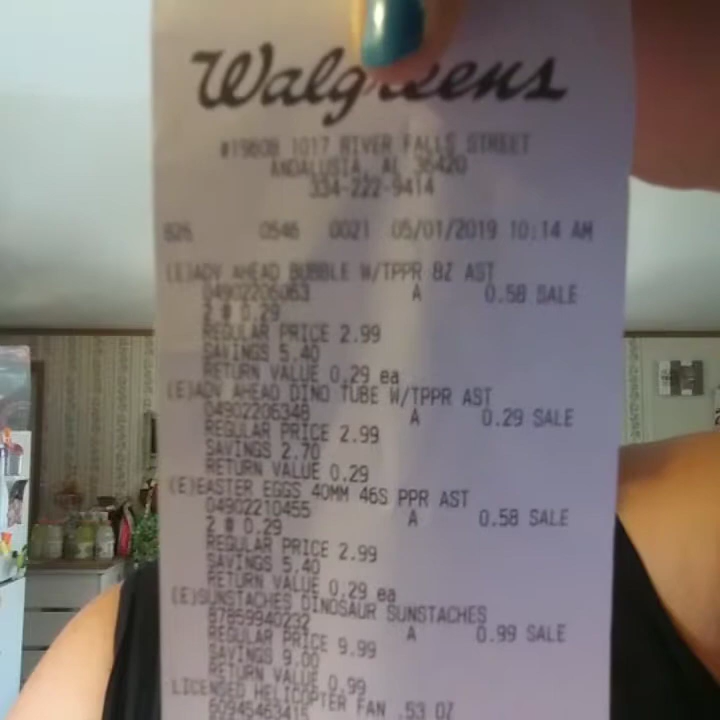 Walgreens
#19608 1017 RIVER FALLS STREET
ANDALUSIA, AL 36420
334-222-9414
626 0546 0021 05/01/2019 10:14 AM
(E)ADV AHEAD BUBBLE W/TPPR 8Z AST
04902206063 A 0.58 SALE
2 @ 0.29
REGULAR PRICE 2.99
SAVINGS 5.40
RETURN VALUE 0.29 ea
(E)ADV AHEAD DINO TUBE W/TPPR AST
04902206348 A 0.29 SALE
REGULAR PRICE 2.99
SAVINGS 2.70
RETURN VALUE 0.29
(E)EASTER EGGS 40MM 46S PPR AST
04902210455 A 0.58 SALE
2 @ 0.29
REGULAR PRICE 2.99
SAVINGS 5.40
RETURN VALUE 0.29 ea
(E)SUNSTACHES DINOSAUR SUNSTACHES
87859940232 A 0.99 SALE
REGULAR PRICE 9.99
SAVINGS 9.00
RETURN VALUE 0.99
LICENSED HELICOPTER FAN .53 OZ
60945463415